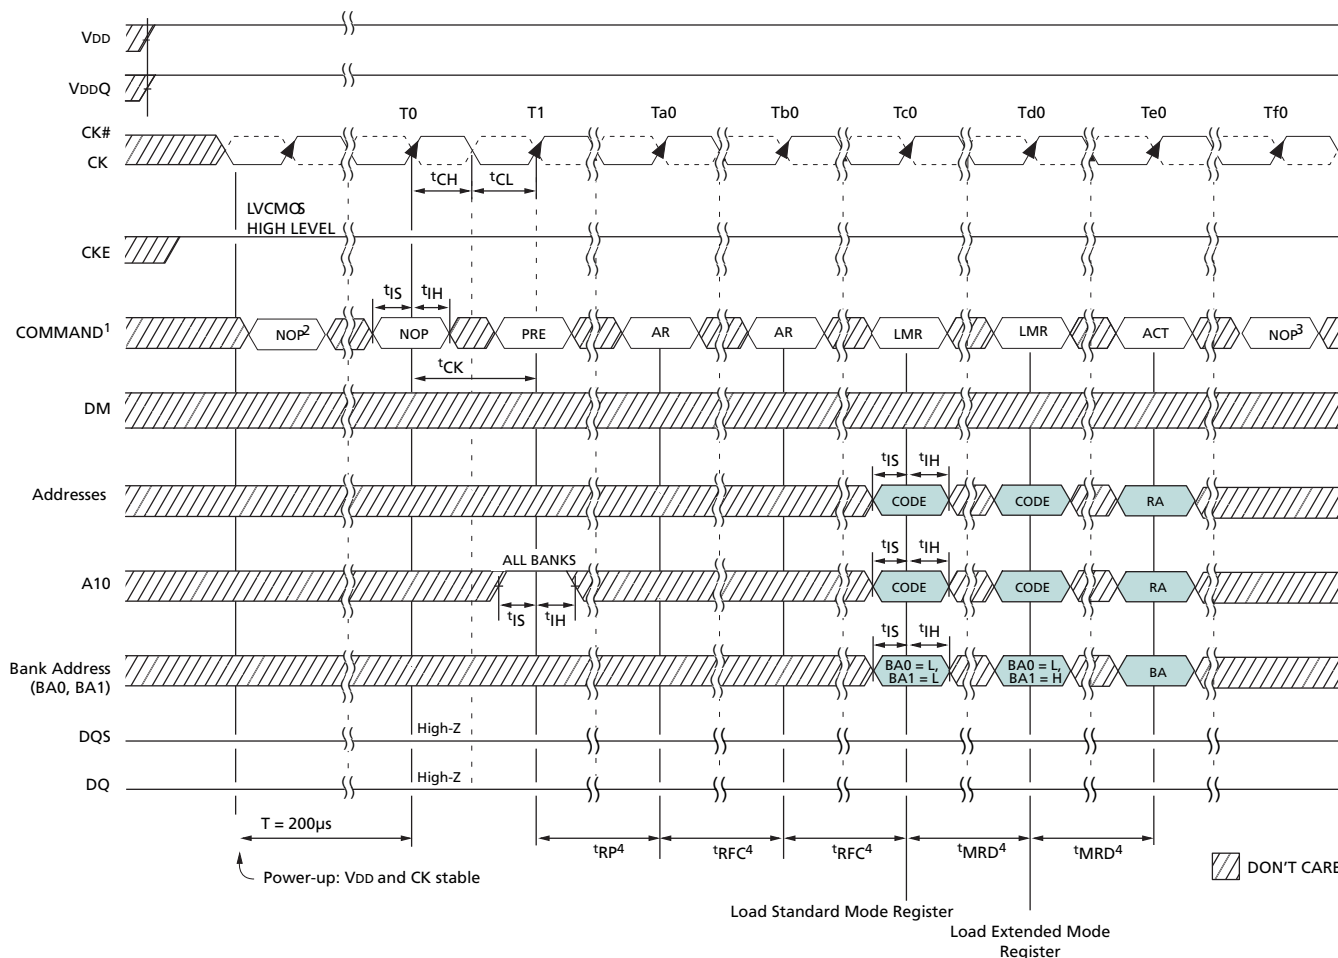 VDD
VDDQ
T0 T1 Ta0 Tb0 Tc0 Td0 Te0 Tf0
CK#
CK
tCH tCL
LVCMOS
HIGH LEVEL
CKE
tIS tIH
COMMAND1 NOP2 NOP PRE AR AR LMR LMR ACT NOP3
tCK
DM
tIS tIH
Addresses CODE CODE RA
ALL BANKS tIS tIH
A10 CODE CODE RA
tIS tIH
tIS tIH
Bank Address
(BA0, BA1)
BA0 = L,
BA1 = L
BA0 = L,
BA1 = H
BA
DQS High-Z
DQ High-Z
T = 200µs
tRP4 tRFC4 tRFC4 tMRD4 tMRD4
Power-up: VDD and CK stable
DON'T CARE
Load Standard Mode Register
Load Extended Mode
Register